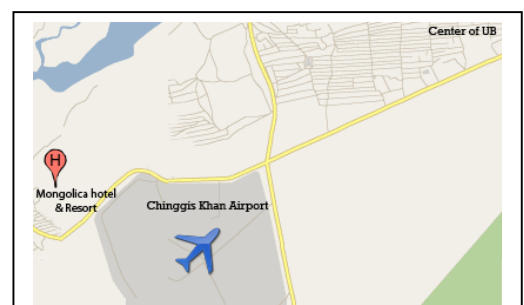 Center of UB
H
Mongolica hotel
& Resort
Chinggis Khan Airport